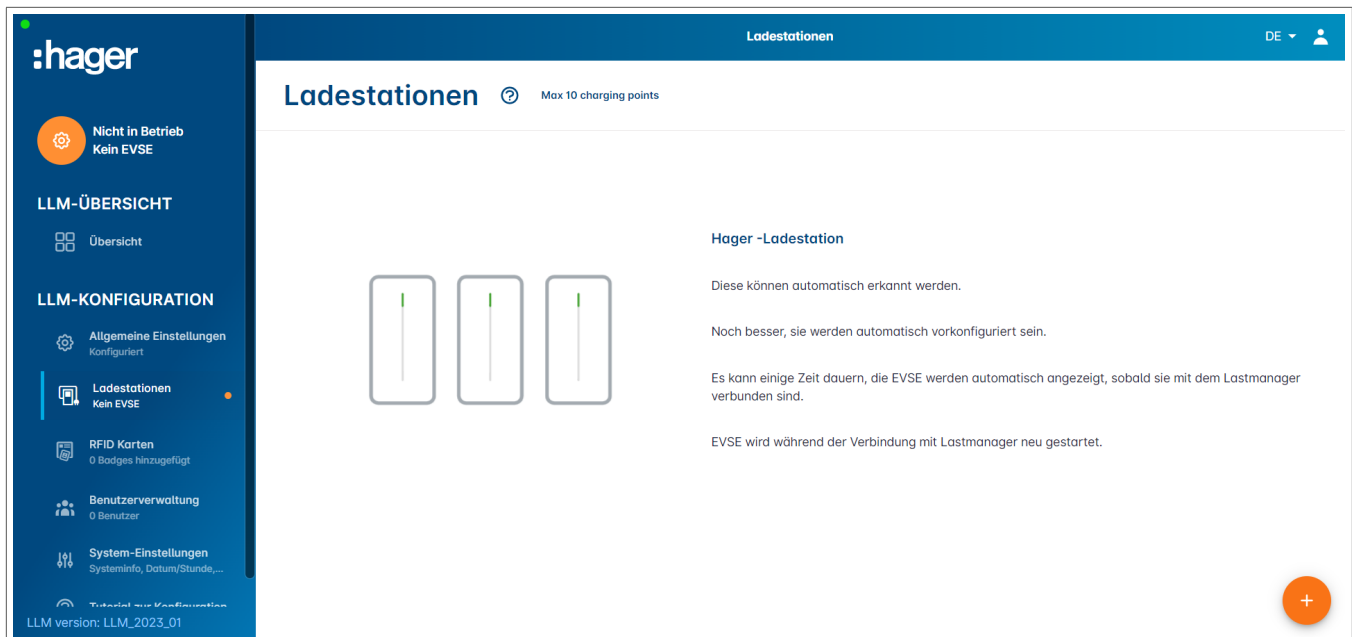 Ladestationen
DE
:hager
Ladestationen
Max 10 charging points
Nicht in Betrieb
Kein EVSE
LLM-ÜBERSICHT
Übersicht
LLM-KONFIGURATION
Allgemeine Einstellungen
Konfiguriert
Ladestationen
Kein EVSE
RFID Karten
0 Badges hinzugefügt
Benutzerverwaltung
0 Benutzer
System-Einstellungen
Systeminfo, Datum/Stunde,...
Tutorial zur Konfiguration
LLM version: LLM_2023_01
Hager -Ladestation
Diese können automatisch erkannt werden.
Noch besser, sie werden automatisch vorkonfiguriert sein.
Es kann einige Zeit dauern, die EVSE werden automatisch angezeigt, sobald sie mit dem Lastmanager
verbunden sind.
EVSE wird während der Verbindung mit Lastmanager neu gestartet.